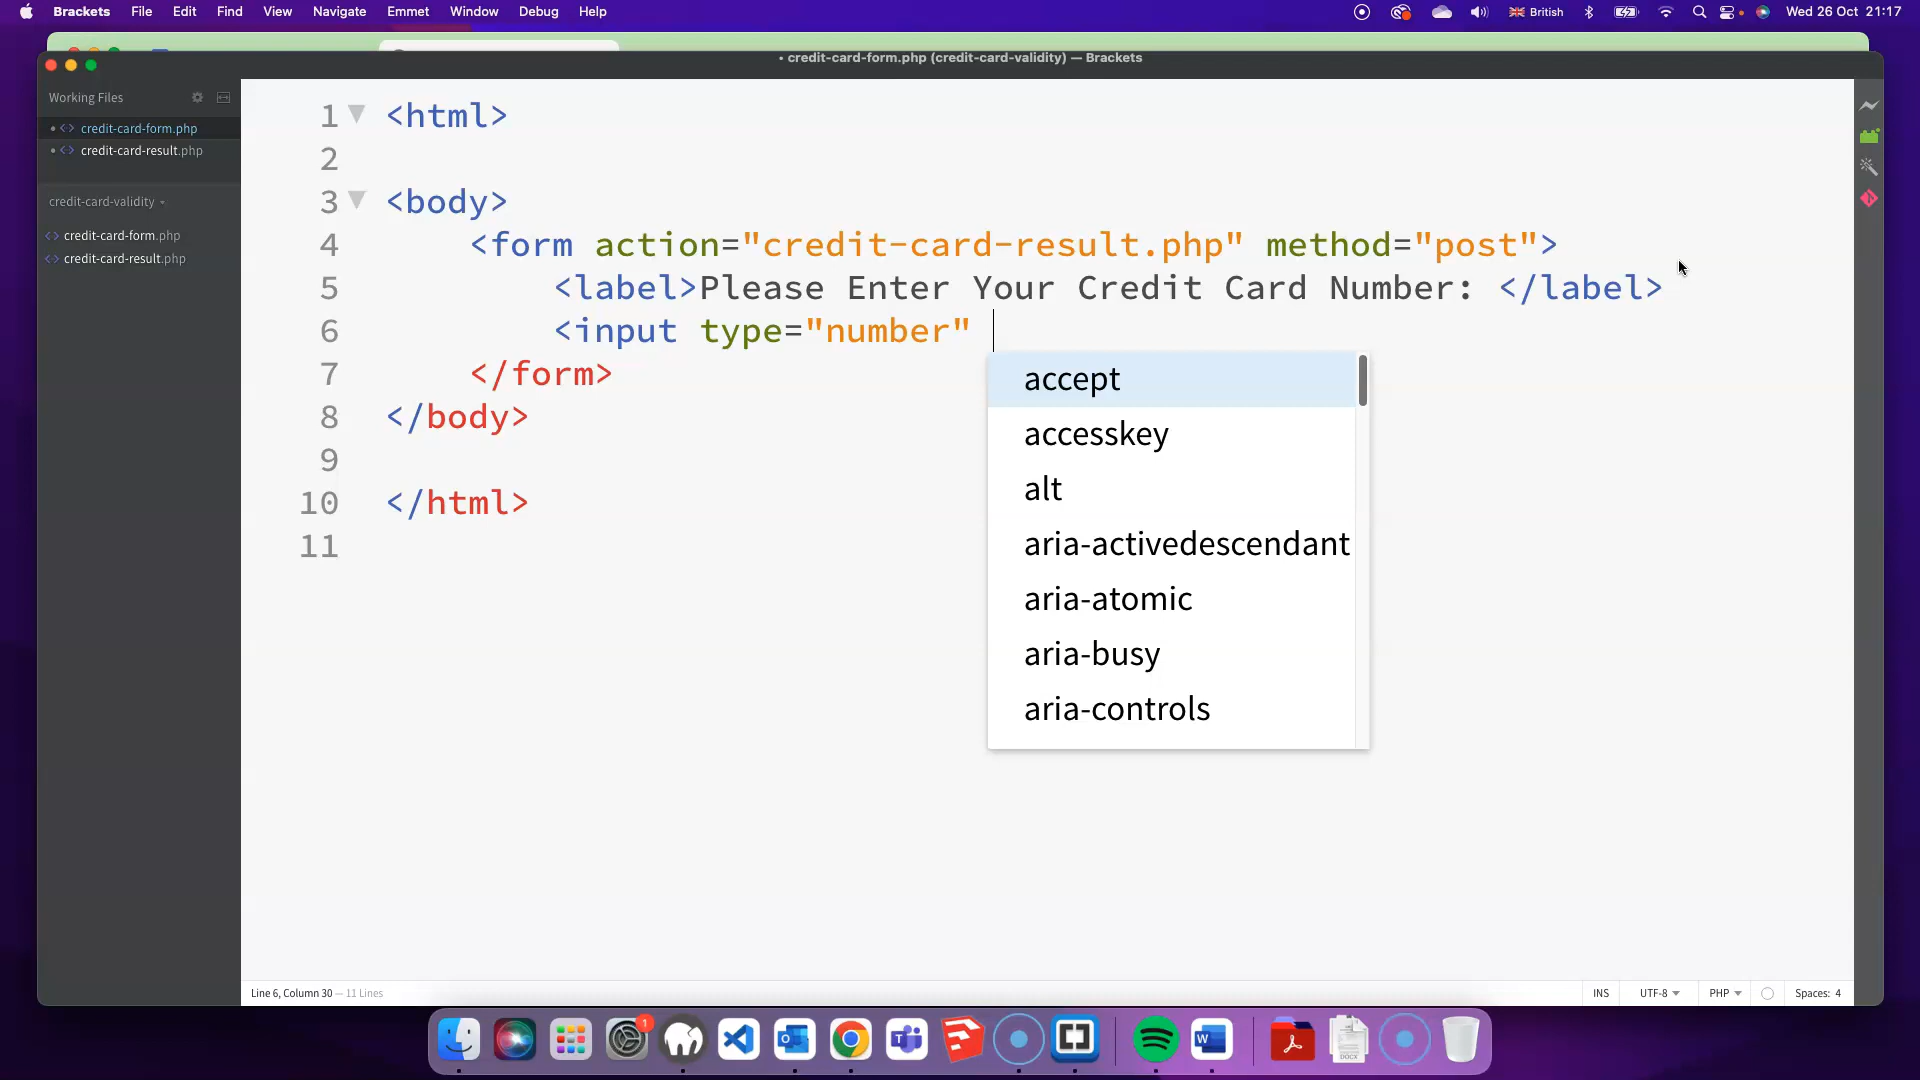 Brackets File Edit Find View Navigate Emmet Window Debug Help British Wed 26 Oct 21:17
• credit-card-form.php (credit-card-validity) — Brackets
Working Files
• credit-card-form.php
• credit-card-result.php
credit-card-validity
credit-card-form.php
credit-card-result.php
1 <html>
2
3 <body>
4 <form action="credit-card-result.php" method="post">
5 <label>Please Enter Your Credit Card Number: </label>
6 <input type="number"
7 </form>
8 </body>
9
10 </html>
11
accept
accesskey
alt
aria-activedescendant
aria-atomic
aria-busy
aria-controls
Line 6, Column 30 — 11 Lines
INS UTF-8 PHP Spaces: 4
1
W
DOCX